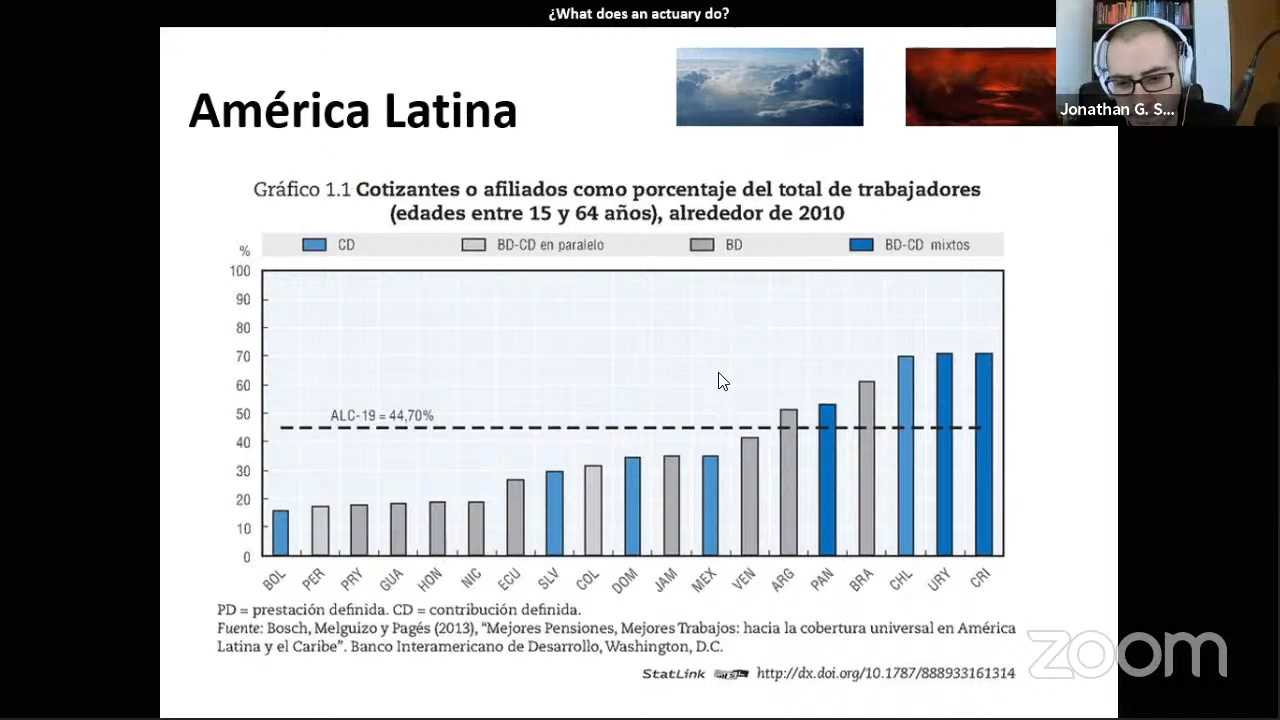 ¿What does an actuary do?
América Latina
Jonathan G. S...
Gráfico 1.1 Cotizantes o afiliados como porcentaje del total de trabajadores
(edades entre 15 y 64 años), alrededor de 2010
CD BD-CD en paralelo BD BD-CD mixtos
%
100
90
80
70
60
50
40
30
20
10
0
ALC-19 = 44,70%
BOL PER PRY GUA HON NIC ECU SLV COL DOM JAM MEX VEN ARG PAN BRA CHL URY CRI
PD = prestación definida. CD = contribución definida.
Fuente: Bosch, Melguizo y Pagés (2013), “Mejores Pensiones, Mejores Trabajos: hacia la cobertura universal en América
Latina y el Caribe”. Banco Interamericano de Desarrollo, Washington, D.C.
StatLink http://dx.doi.org/10.1787/888933161314
zoom